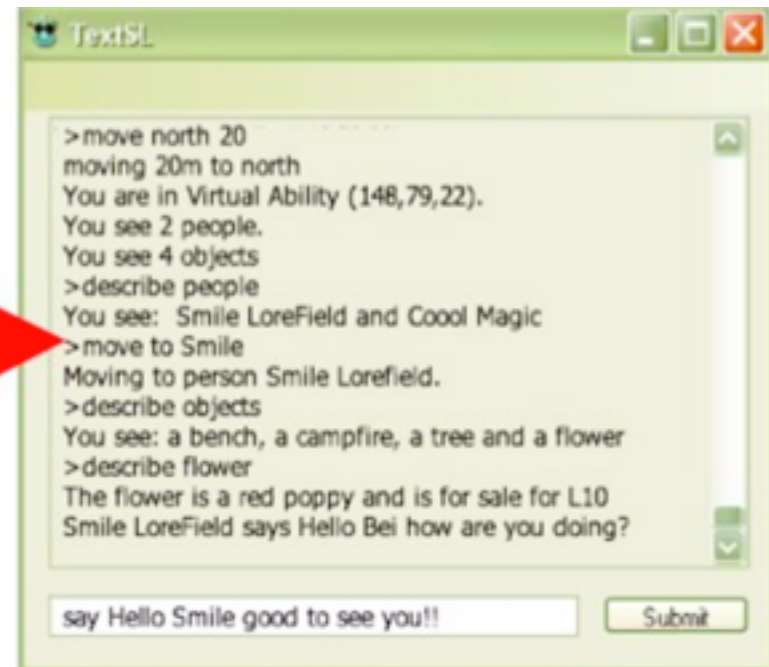 TextSL
>move north 20
moving 20m to north
You are in Virtual Ability (148,79,22).
You see 2 people.
You see 4 objects
>describe people
You see:  Smile LoreField and Coool Magic
>move to Smile
Moving to person Smile Lorefield.
>describe objects
You see: a bench, a campfire, a tree and a flower
>describe flower
The flower is a red poppy and is for sale for L10
Smile LoreField says Hello Bei how are you doing?
say Hello Smile good to see you!!
Submit